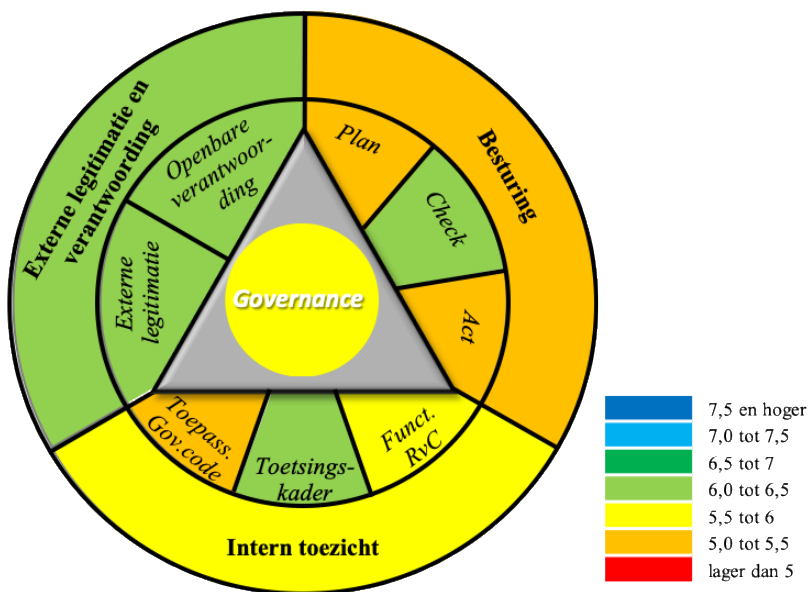 Externe legitimatie en
verantwoording
Openbare
verantwoor-
ding
Externe
legitimatie
Besturing
Plan
Check
Act
Governance
Toepass.
Gov.code
Toetsings-
kader
Funct.
RvC
Intern toezicht
7,5 en hoger
7,0 tot 7,5
6,5 tot 7
6,0 tot 6,5
5,5 tot 6
5,0 tot 5,5
lager dan 5